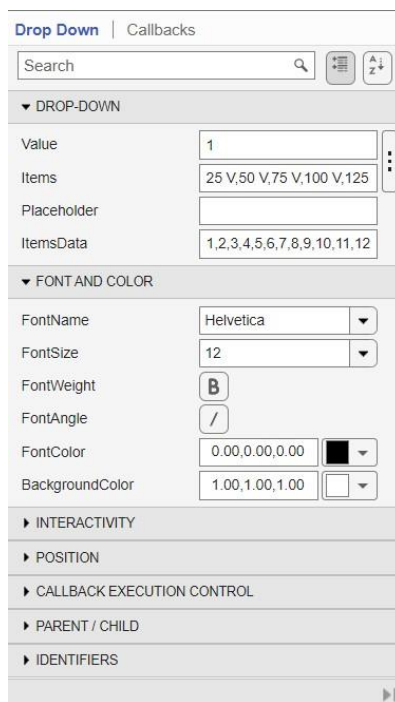 Drop Down | Callbacks
Search
DROP-DOWN
Value 1
Items 25 V,50 V,75 V,100 V,125
Placeholder
ItemsData 1,2,3,4,5,6,7,8,9,10,11,12
FONT AND COLOR
FontName Helvetica
FontSize 12
FontWeight B
FontAngle /
FontColor 0.00,0.00,0.00
BackgroundColor 1.00,1.00,1.00
INTERACTIVITY
POSITION
CALLBACK EXECUTION CONTROL
PARENT / CHILD
IDENTIFIERS